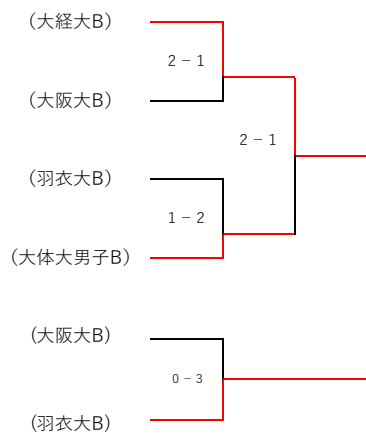 (大経大B)
2 − 1
(大阪大B)
2 − 1
(羽衣大B)
1 − 2
(大体大男子B)
(大阪大B)
0 − 3
(羽衣大B)